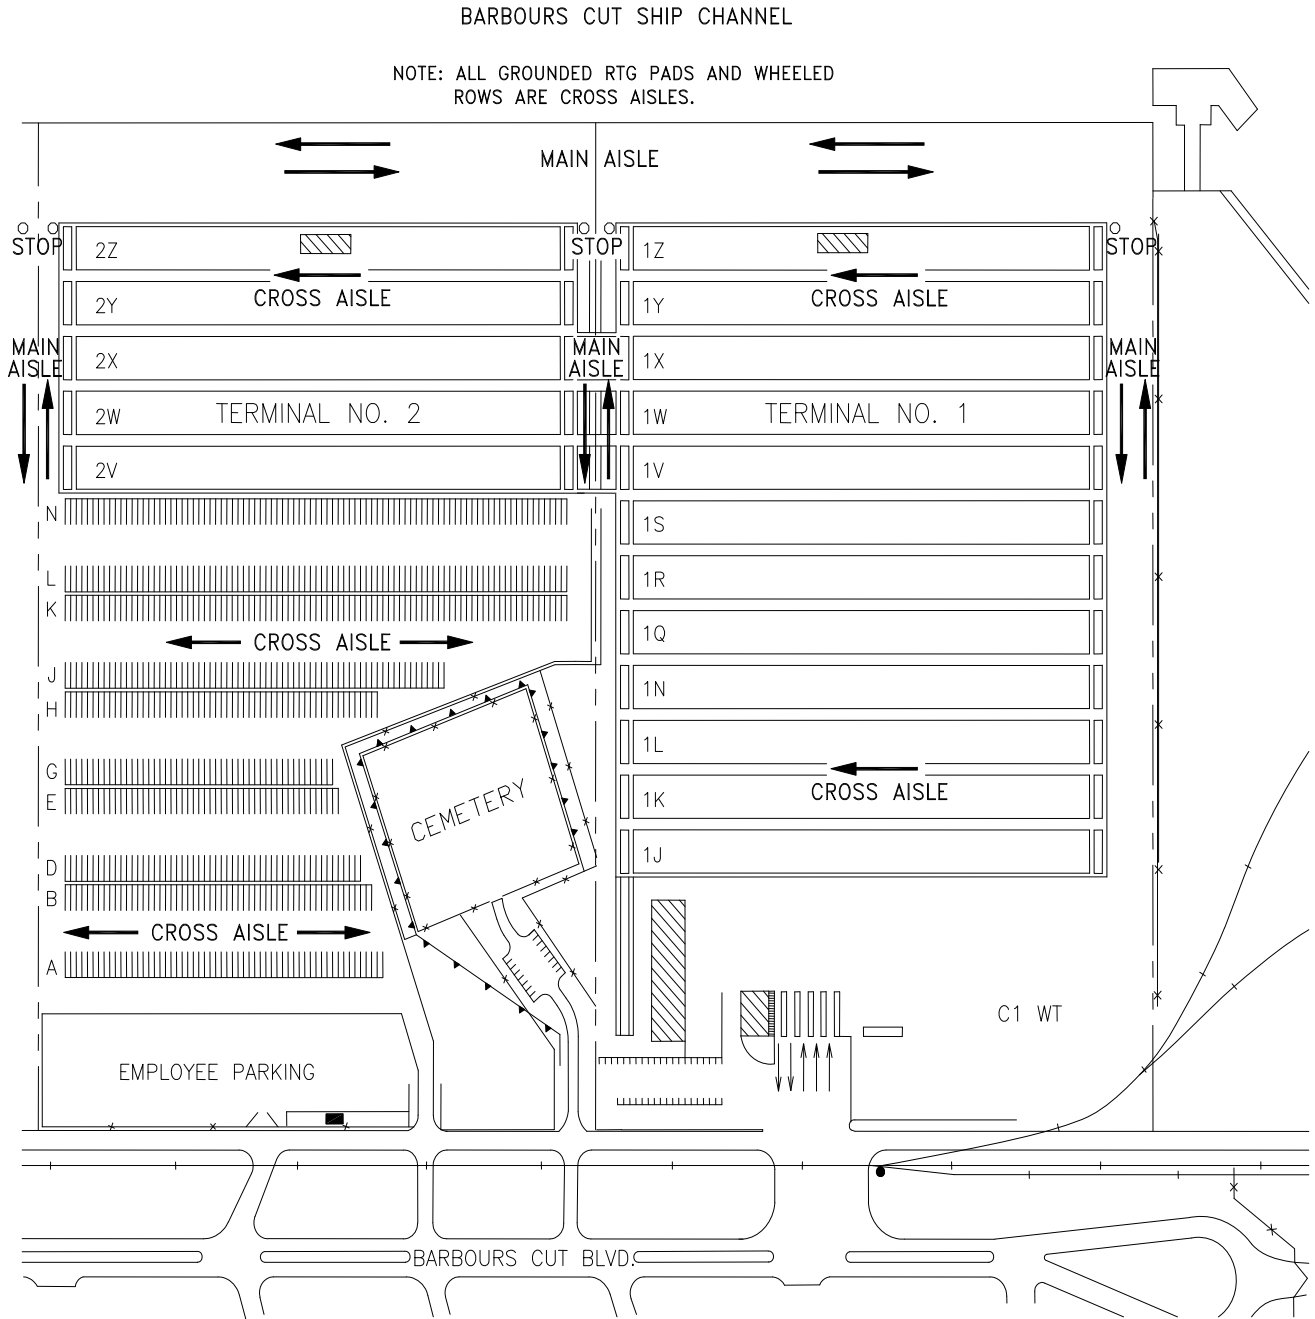 BARBOURS CUT SHIP CHANNEL
NOTE: ALL GROUNDED RTG PADS AND WHEELED
ROWS ARE CROSS AISLES.
MAIN AISLE
STOP
2Z
STOP
1Z
STOP
CROSS AISLE
CROSS AISLE
2Y
1Y
MAIN
AISLE
2X
MAIN
AISLE
1X
MAIN
AISLE
2W
TERMINAL NO. 2
1W
TERMINAL NO. 1
2V
1V
N
1S
L
1R
K
1Q
CROSS AISLE
J
1N
H
1L
G
CROSS AISLE
E
1K
CEMETERY
D
1J
B
CROSS AISLE
A
C1 WT
EMPLOYEE PARKING
BARBOURS CUT BLVD.